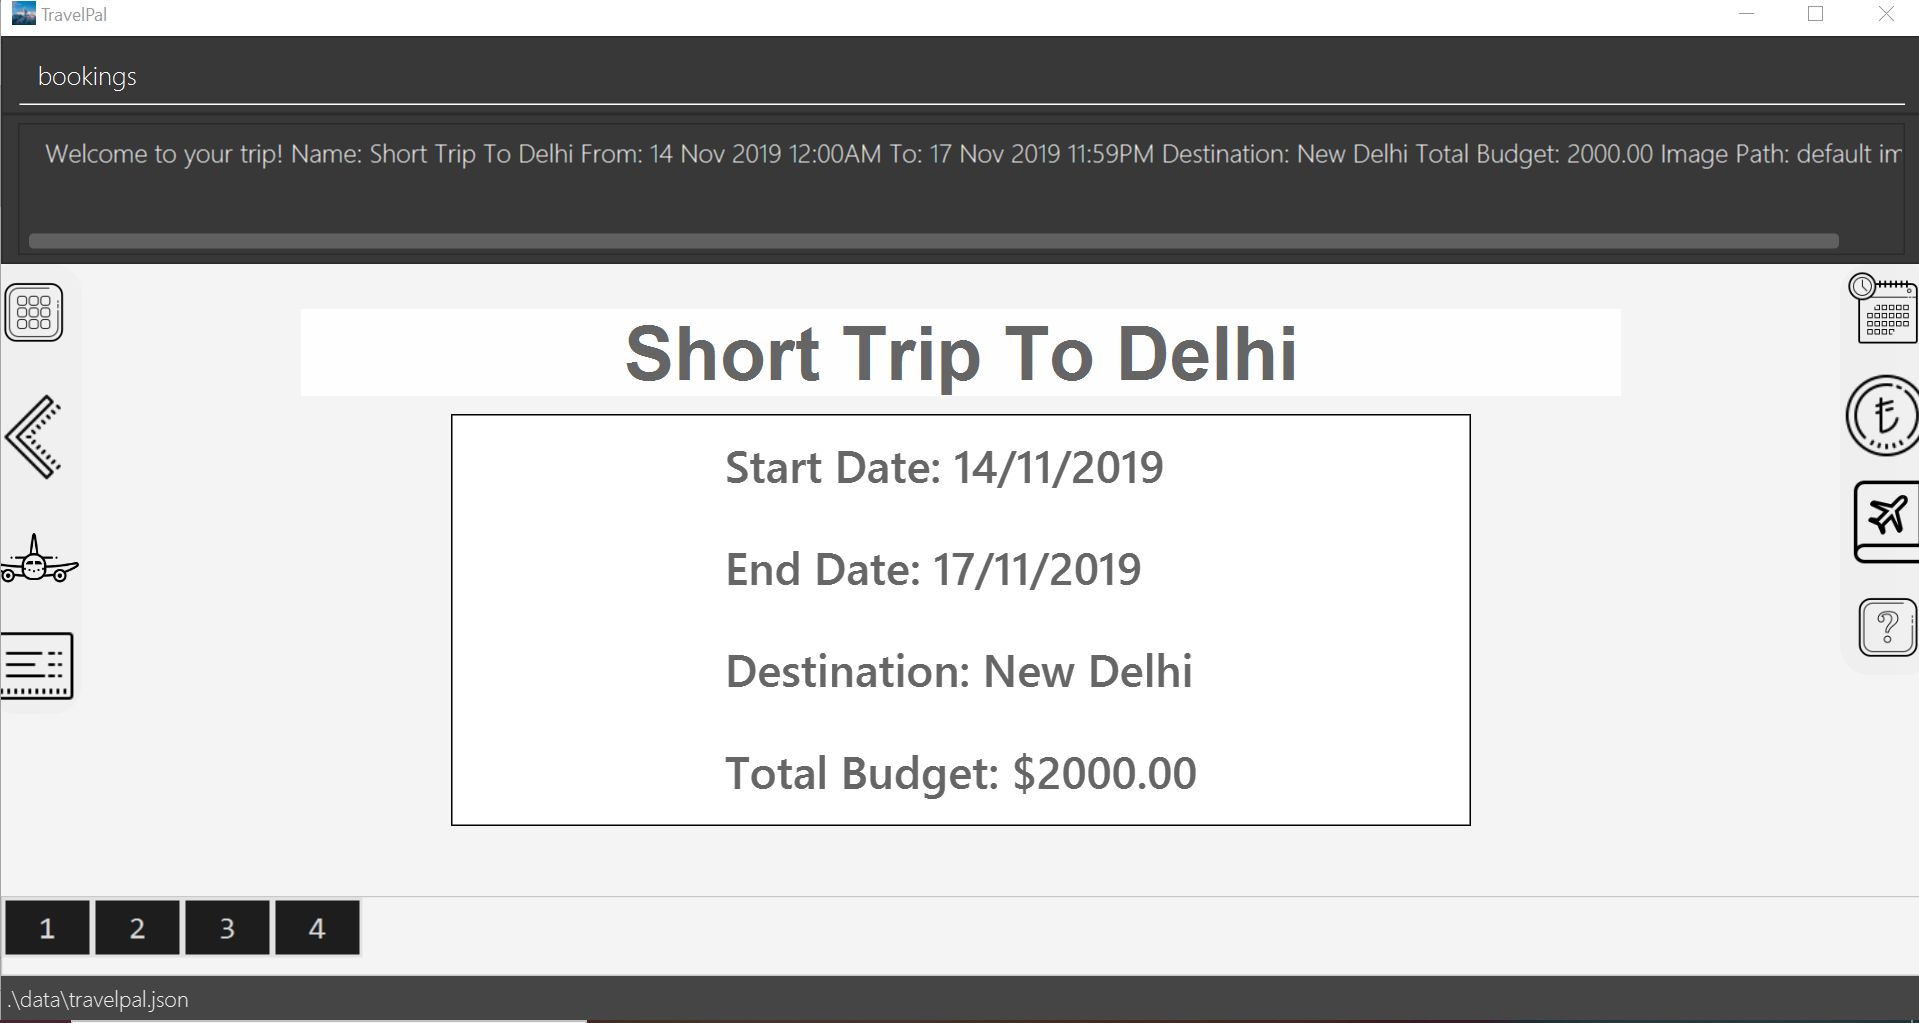 TravelPal
bookings
Welcome to your trip! Name: Short Trip To Delhi From: 14 Nov 2019 12:00AM To: 17 Nov 2019 11:59PM Destination: New Delhi Total Budget: 2000.00 Image Path: default im
Short Trip To Delhi
Start Date: 14/11/2019
End Date: 17/11/2019
Destination: New Delhi
Total Budget: $2000.00
?
1 2 3 4
.\data\travelpal.json